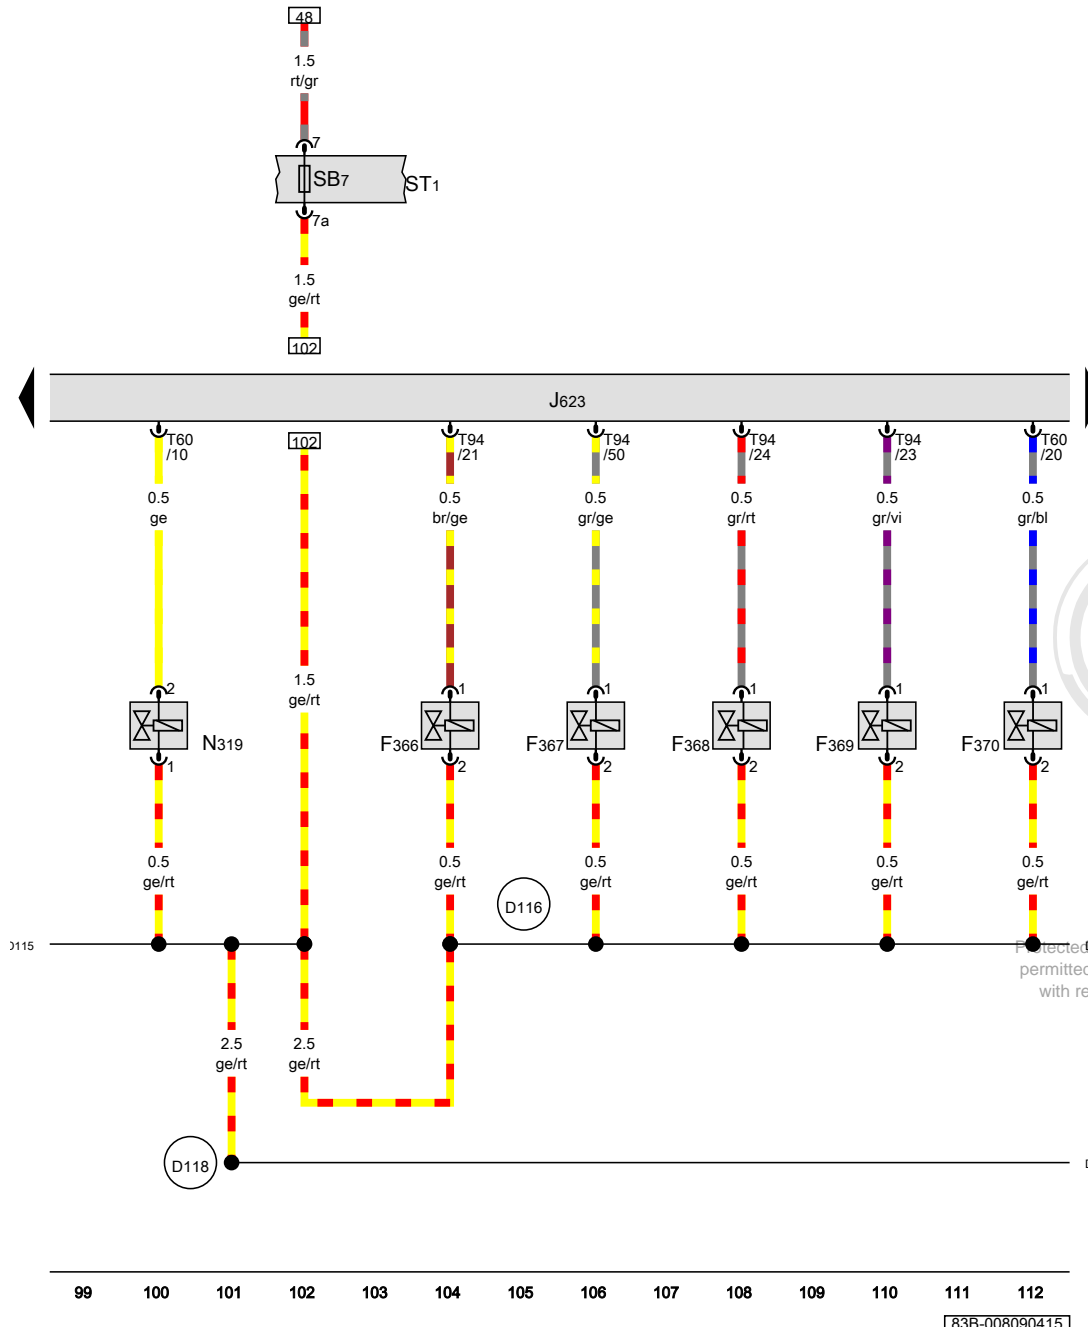 48
1.5
rt/gr
7
SB7
ST1
7a
1.5
ge/rt
102
J623
T60 /10
102
T94 /21
T94 /50
T94 /24
T94 /23
T60 /20
0.5 0.5 0.5 0.5 0.5 0.5
ge br/ge gr/ge gr/rt gr/vi gr/bl
1.5
ge/rt
2 1 1 1 1 1
N319 F366 F367 F368 F369 F370
1 2 2 2 2 2
0.5 0.5 0.5 0.5 0.5 0.5
ge/rt ge/rt ge/rt ge/rt ge/rt ge/rt
D116
D115
permitted
with re
2.5 2.5
ge/rt ge/rt
D118
99 100 101 102 103 104 105 106 107 108 109 110 111 112
83B-008090415